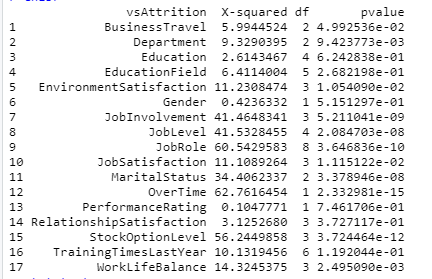 vsAttrition X-squared df pvalue
1 BusinessTravel 5.9944524 2 4.992536e-02
2 Department 9.3290395 2 9.423773e-03
3 Education 2.6143467 4 6.242838e-01
4 EducationField 6.4114004 5 2.682198e-01
5 EnvironmentSatisfaction 11.2308474 3 1.054090e-02
6 Gender 0.4236332 1 5.151297e-01
7 JobInvolvement 41.4648341 3 5.211041e-09
8 JobLevel 41.5328455 4 2.084703e-08
9 JobRole 60.5429583 8 3.646836e-10
10 JobSatisfaction 11.1089264 3 1.115122e-02
11 MaritalStatus 34.4062337 2 3.378946e-08
12 OverTime 62.7616454 1 2.332981e-15
13 PerformanceRating 0.1047771 1 7.461706e-01
14 RelationshipSatisfaction 3.1252680 3 3.727117e-01
15 StockOptionLevel 56.2449858 3 3.724464e-12
16 TrainingTimesLastYear 10.1319456 6 1.192044e-01
17 WorkLifeBalance 14.3245375 3 2.495090e-03